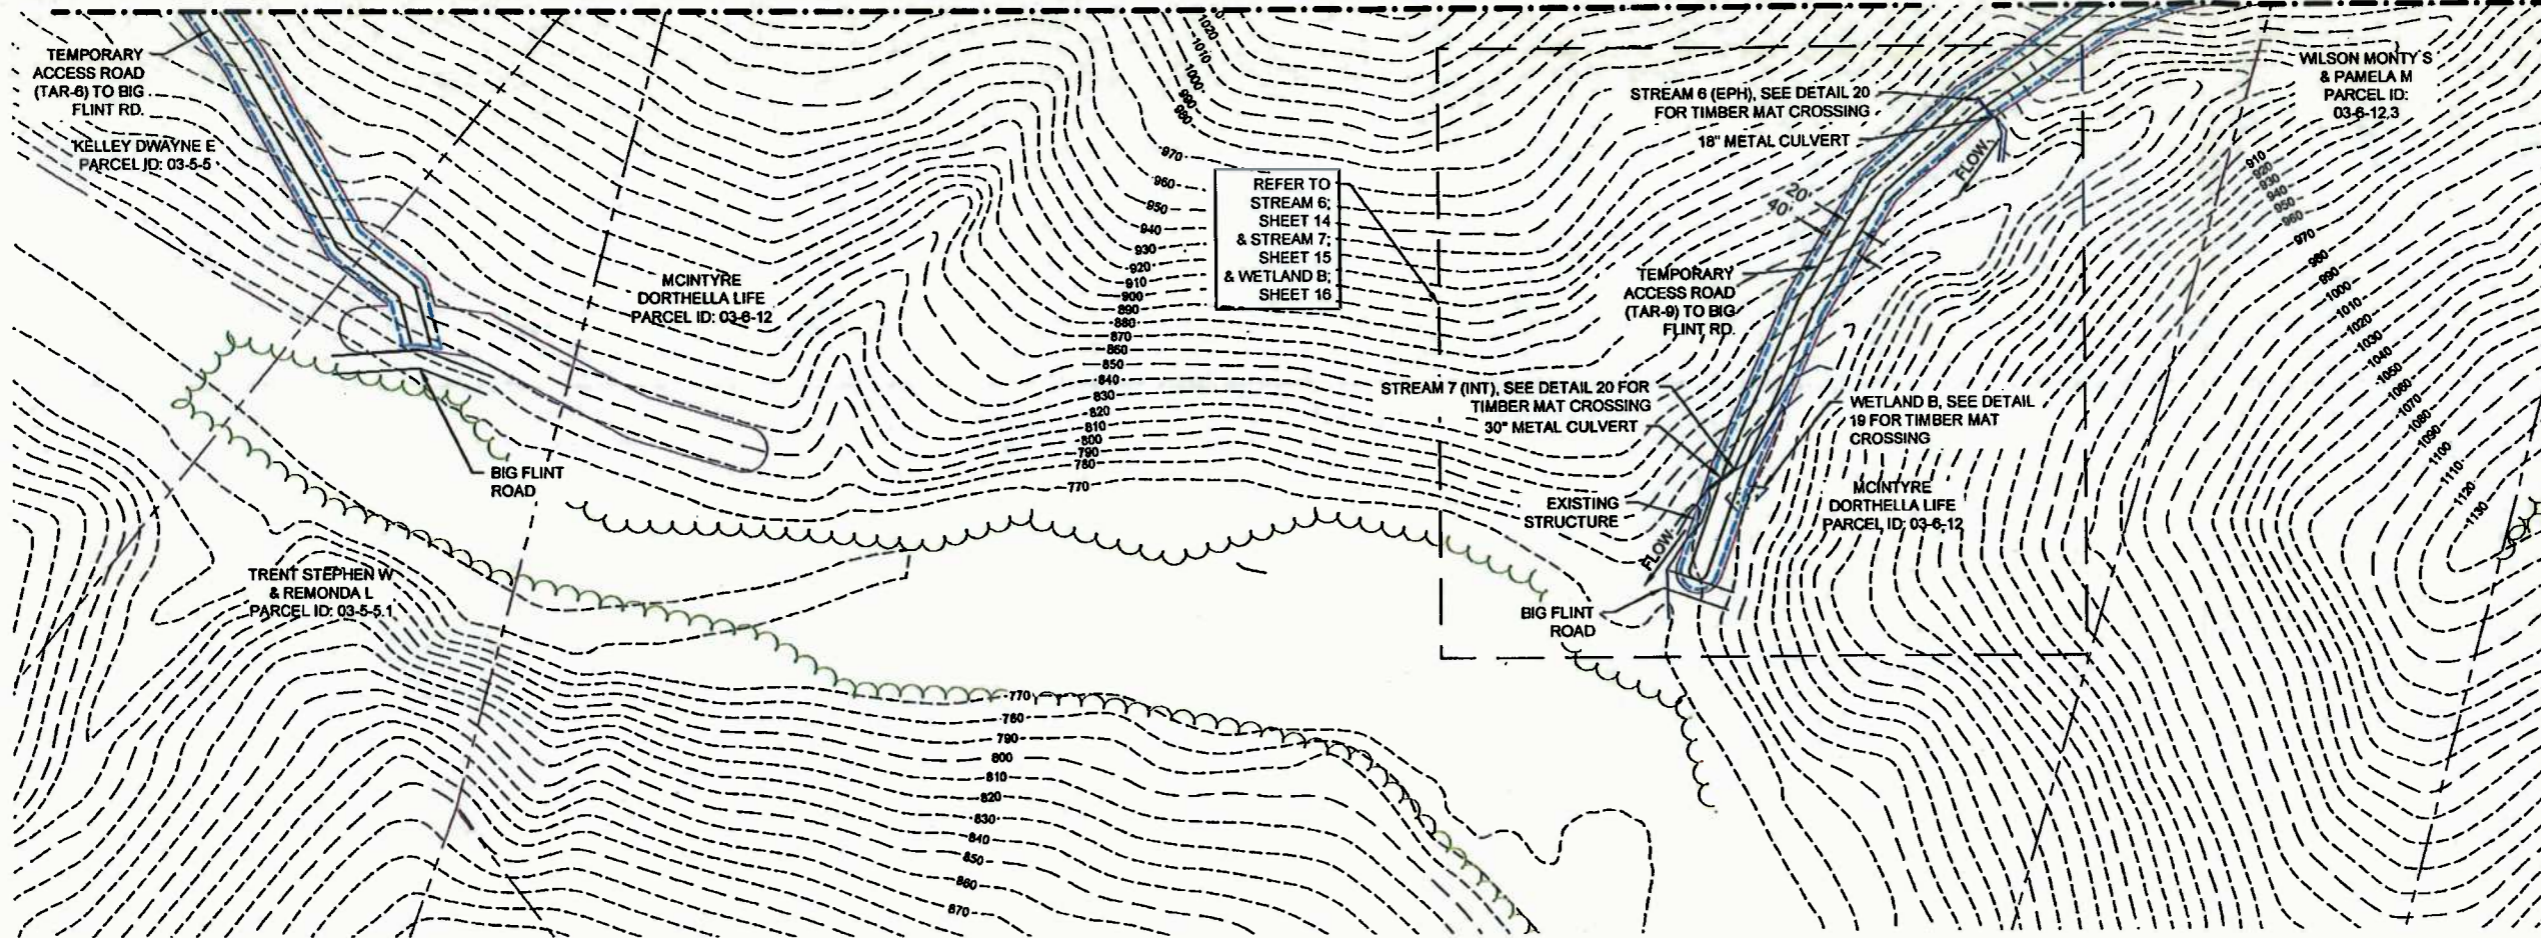 TEMPORARY
ACCESS ROAD
(TAR-6) TO BIG
FLINT RD.
KELLEY DWAYNE E
PARCEL ID: 03-5-5
MCINTYRE
DORTHELLA LIFE
PARCEL ID: 03-6-12
BIG FLINT
ROAD
TRENT STEPHEN W
& REMONDA L
PARCEL ID: 03-5-5.1
1020
1010
1000
990
980
970
960
950
940
930
920
910
900
890
880
870
860
850
840
830
820
810
800
790
780
770
770
760
790
800
810
820
830
840
850
860
870
REFER TO
STREAM 6;
SHEET 14
& STREAM 7;
SHEET 15
& WETLAND B;
SHEET 16
STREAM 6 (EPH), SEE DETAIL 20
FOR TIMBER MAT CROSSING
18" METAL CULVERT
FLOW
20'
40'
TEMPORARY
ACCESS ROAD
(TAR-9) TO BIG
FLINT RD.
STREAM 7 (INT), SEE DETAIL 20 FOR
TIMBER MAT CROSSING
30" METAL CULVERT
WETLAND B, SEE DETAIL
19 FOR TIMBER MAT
CROSSING
EXISTING
STRUCTURE
FLOW
MCINTYRE
DORTHELLA LIFE
PARCEL ID: 03-6-12
BIG FLINT
ROAD
WILSON MONTY S
& PAMELA M
PARCEL ID:
03-6-12.3
910
920
930
940
950
960
970
980
990
1000
1010
1020
1030
1040
1050
1060
1070
1080
1090
1100
1110
1120
1130